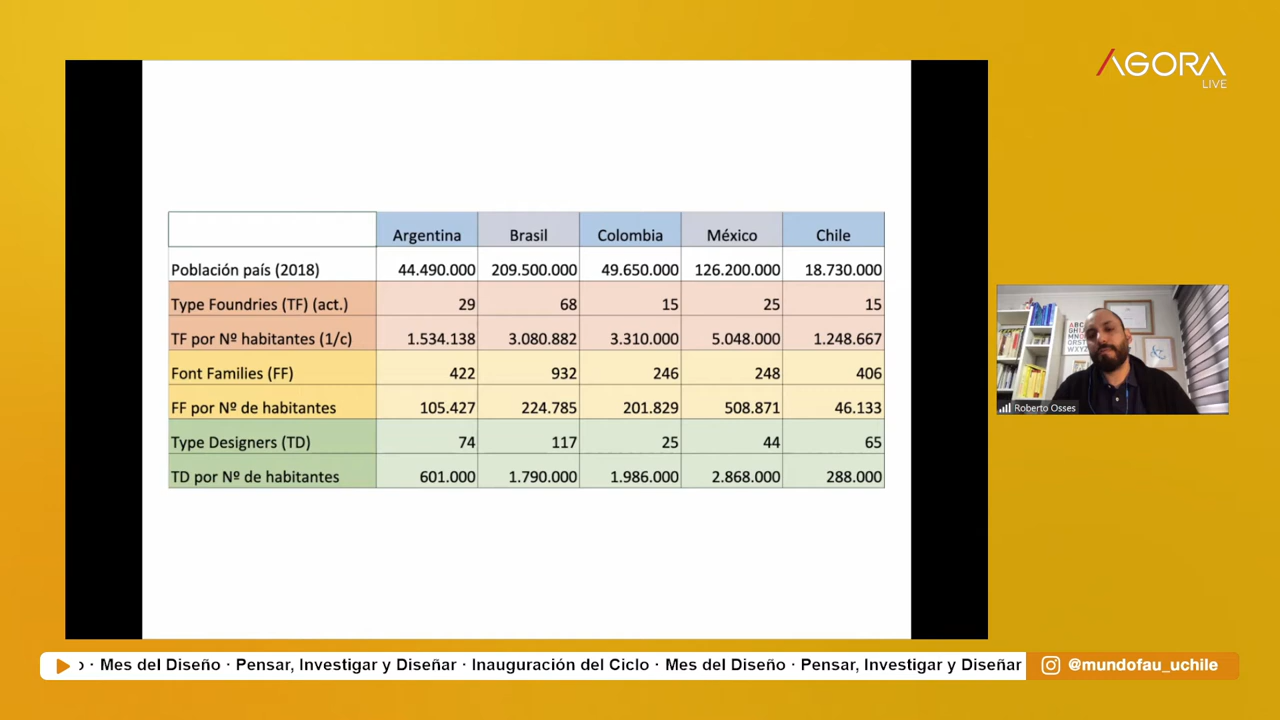 AGORA
LIVE
Argentina Brasil Colombia México Chile
Población país (2018) 44.490.000 209.500.000 49.650.000 126.200.000 18.730.000
Type Foundries (TF) (act.) 29 68 15 25 15
TF por Nº habitantes (1/c) 1.534.138 3.080.882 3.310.000 5.048.000 1.248.667
Font Families (FF) 422 932 246 248 406
FF por Nº de habitantes 105.427 224.785 201.829 508.871 46.133
Type Designers (TD) 74 117 25 44 65
TD por Nº de habitantes 601.000 1.790.000 1.986.000 2.868.000 288.000
Roberto Osses
· Mes del Diseño · Pensar, Investigar y Diseñar · Inauguración del Ciclo · Mes del Diseño · Pensar, Investigar y Diseñar
@mundofau_uchile